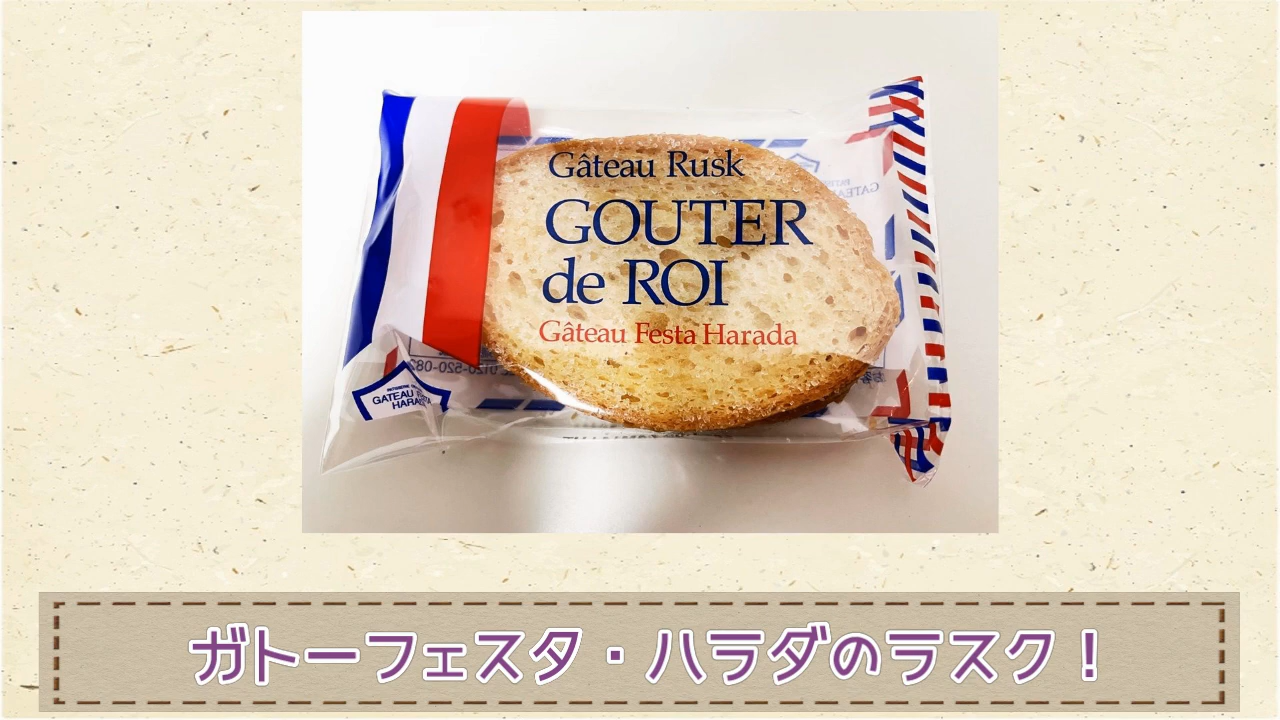 Gâteau Rusk
GOUTER
de ROI
Gâteau Festa Harada
GATEAU
ガトーフェスタ・ハラダのラスク！